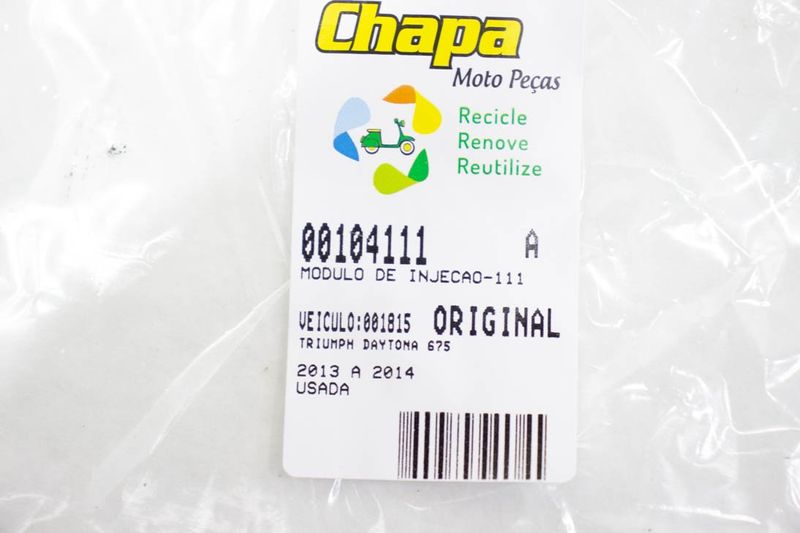 Chapa
Moto Peças
Recicle
Renove
Reutilize
00104111 A
MODULO DE INJECAO-111
VEICULO:001815 ORIGINAL
TRIUMPH DAYTONA 675
2013 A 2014
USADA